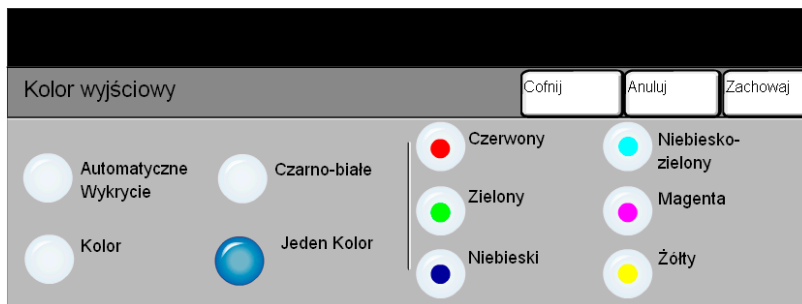 Kolor wyjściowy
Cofnij
Anuluj
Zachowaj
Automatyczne
Wykrycie
Czarno-białe
Kolor
Jeden Kolor
Czerwony
Niebiesko-
zielony
Zielony
Magenta
Niebieski
Żółty